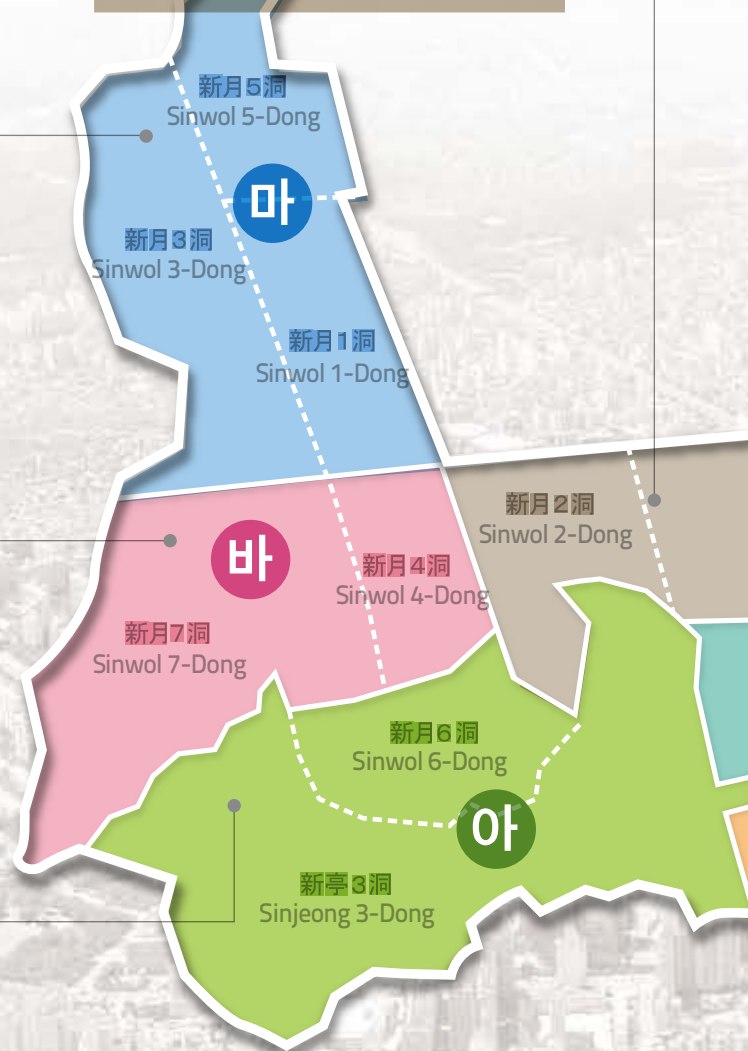 新月5洞
Sinwol 5-Dong
마
新月3洞
Sinwol 3-Dong
新月1洞
Sinwol 1-Dong
新月2洞
Sinwol 2-Dong
바
新月4洞
Sinwol 4-Dong
新月7洞
Sinwol 7-Dong
新月6洞
Sinwol 6-Dong
아
新亭3洞
Sinjeong 3-Dong